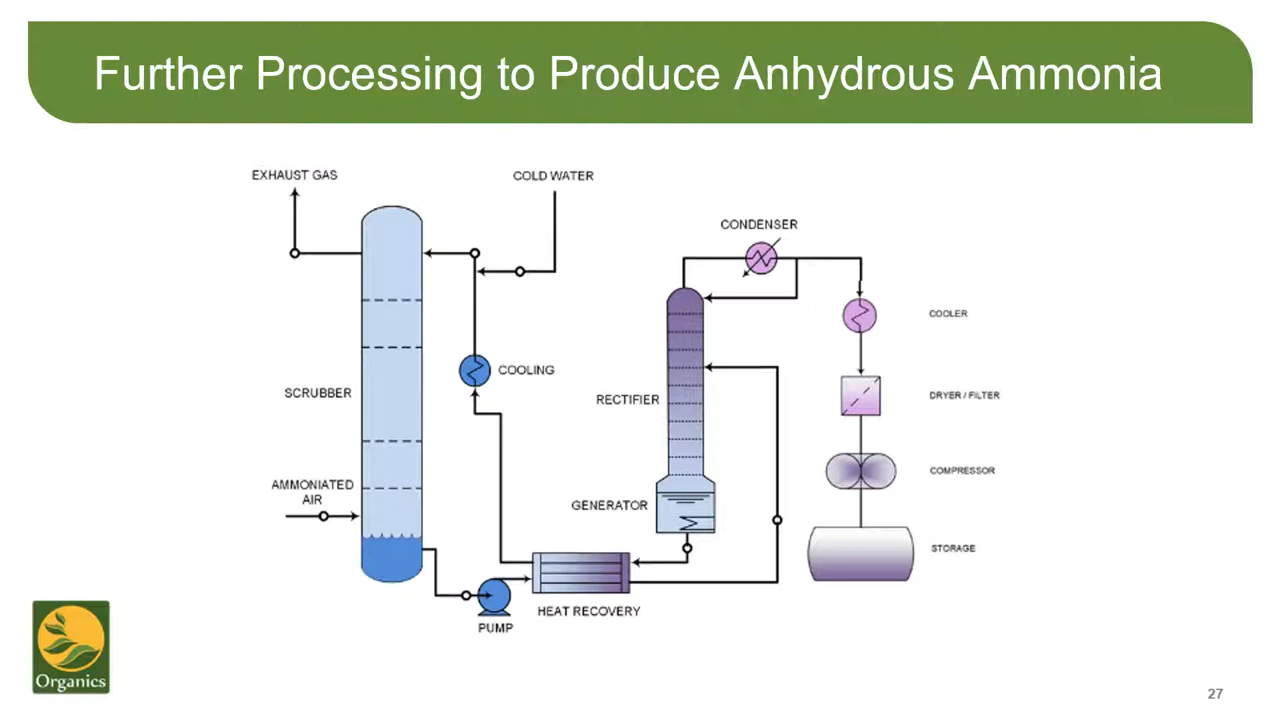 Further Processing to Produce Anhydrous Ammonia
EXHAUST GAS
COLD WATER
CONDENSER
COOLER
COOLING
SCRUBBER
RECTIFIER
DRYER / FILTER
COMPRESSOR
AMMONIATED
AIR
GENERATOR
STORAGE
HEAT RECOVERY
PUMP
Organics
27